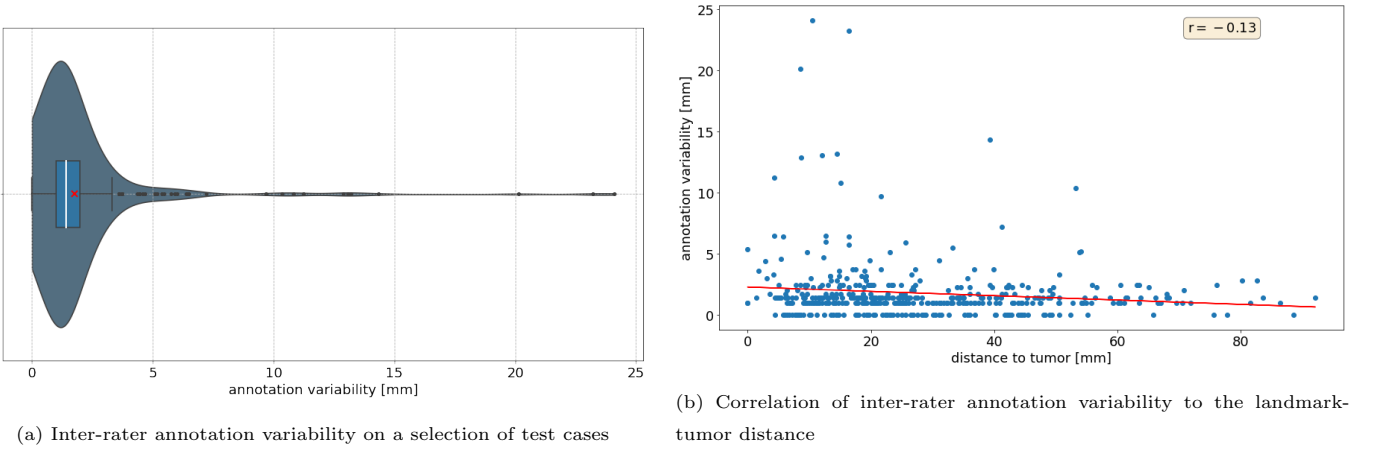 0 5 10 15 20 25
annotation variability [mm]
(a) Inter-rater annotation variability on a selection of test cases
25
20
15
10
5
0
annotation variability [mm]
r = −0.13
0 20 40 60 80
distance to tumor [mm]
(b) Correlation of inter-rater annotation variability to the landmark-
tumor distance